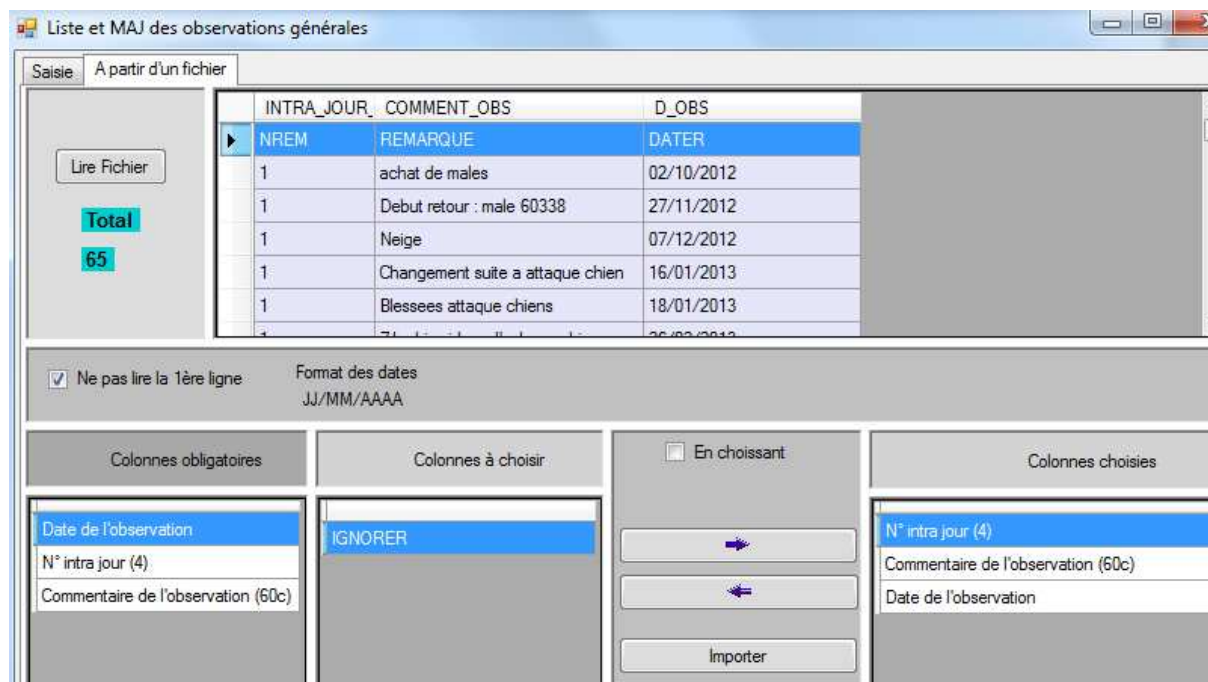 Liste et MAJ des observations générales
Saisie A partir d'un fichier
INTRA_JOUR_ COMMENT_OBS D_OBS
NREM REMARQUE DATER
Lire Fichier
1 achat de males 02/10/2012
1 Debut retour : male 60338 27/11/2012
Total
1 Neige 07/12/2012
65
1 Changement suite a attaque chien 16/01/2013
1 Blessees attaque chiens 18/01/2013
Ne pas lire la 1ère ligne Format des dates
JJ/MM/AAAA
Colonnes obligatoires Colonnes à choisir En choissant Colonnes choisies
Date de l'observation IGNORER N° intra jour (4)
N° intra jour (4) Commentaire de l'observation (60c)
Commentaire de l'observation (60c) Date de l'observation
Importer